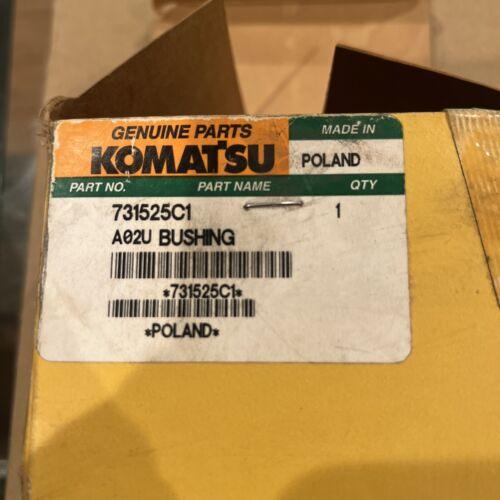 GENUINE PARTS
KOMATSU
MADE IN
POLAND
PART NO. PART NAME QTY
731525C1 1
A02U BUSHING
*731525C1*
*POLAND*